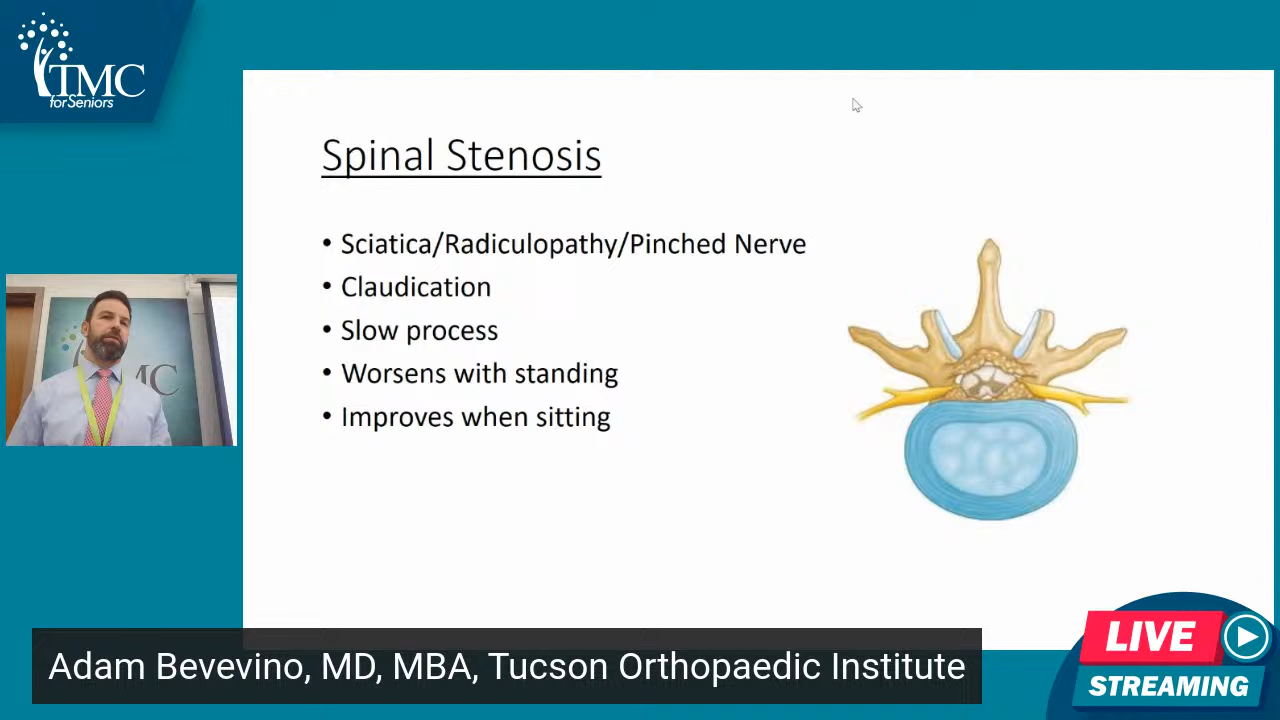 TMC
for Seniors
Spinal Stenosis
• Sciatica/Radiculopathy/Pinched Nerve
• Claudication
• Slow process
• Worsens with standing
• Improves when sitting
MC
Adam Bevevino, MD, MBA, Tucson Orthopaedic Institute
LIVE
STREAMING